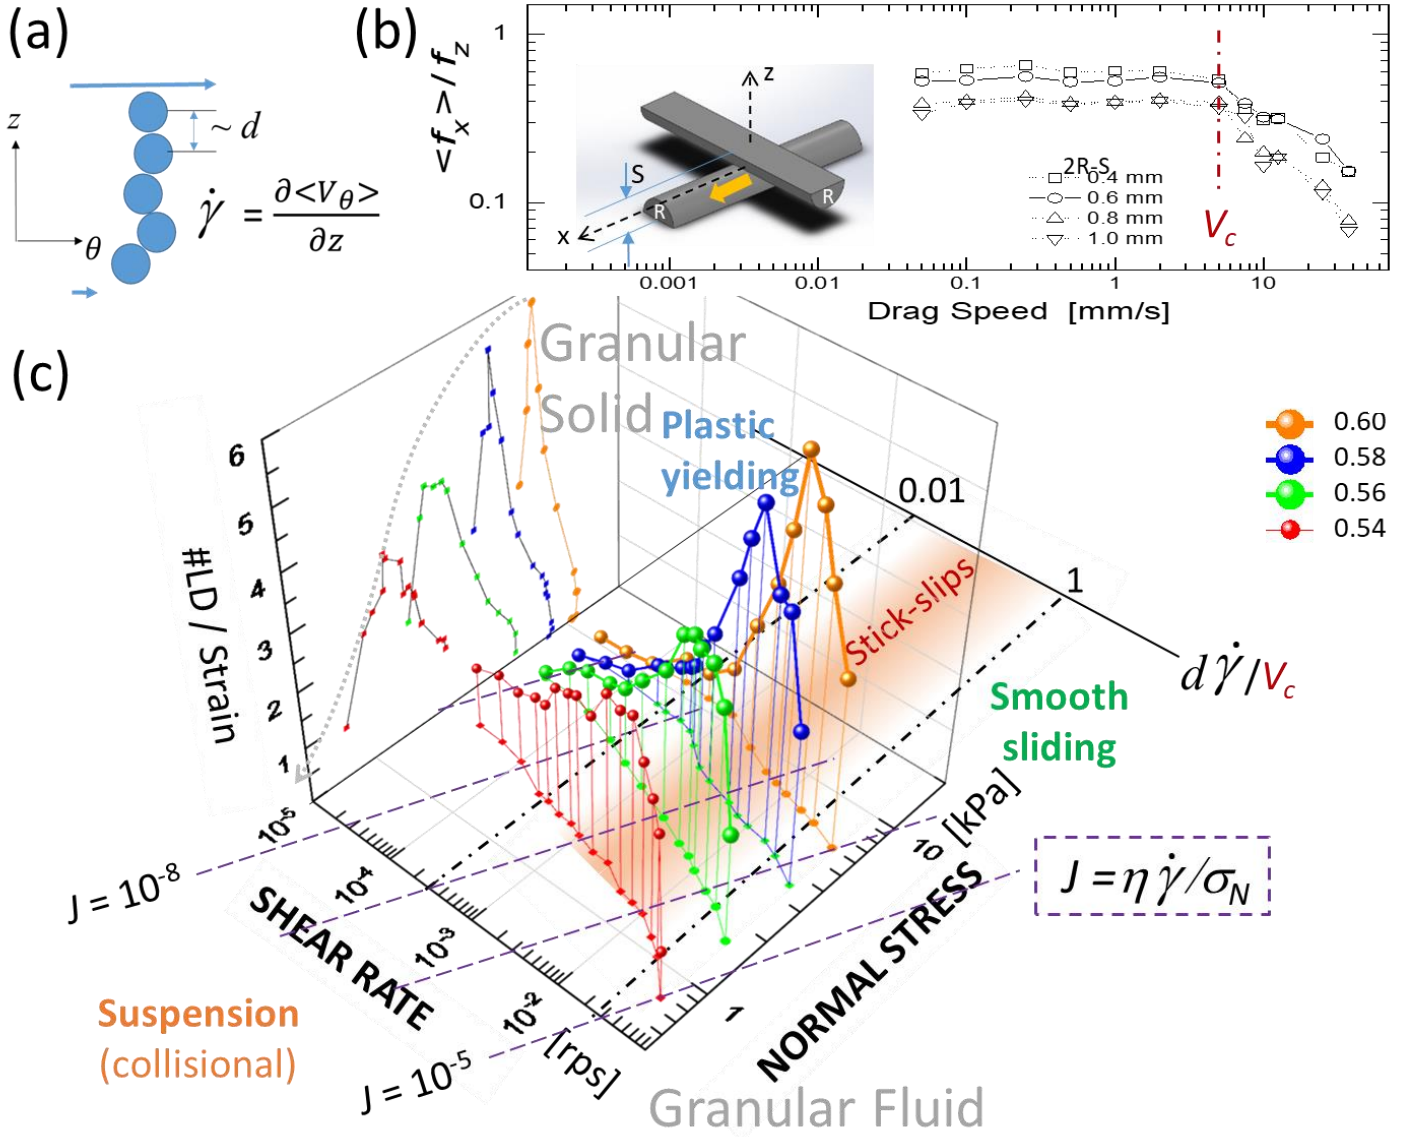 (a)
z
~ d
γ̇ = ∂<V_θ> / ∂z
θ
(b)
<f_x>/f_z
1
0.1
z
S
R
R
x
2R-S
0.4 mm
0.6 mm
0.8 mm
1.0 mm
V_c
0.001
0.01
0.1
1
10
Drag Speed [mm/s]
(c)
Granular
Solid
Plastic
yielding
0.01
1
Stick-slips
d γ̇/V_c
Smooth
sliding
0.60
0.58
0.56
0.54
#LD / Strain
6
5
4
3
2
1
10^-5
10^-4
10^-3
10^-2
[rps]
SHEAR RATE
1
10
[kPa]
NORMAL STRESS
J = 10^-8
J = 10^-5
J = η γ̇/σ_N
Suspension
(collisional)
Granular Fluid